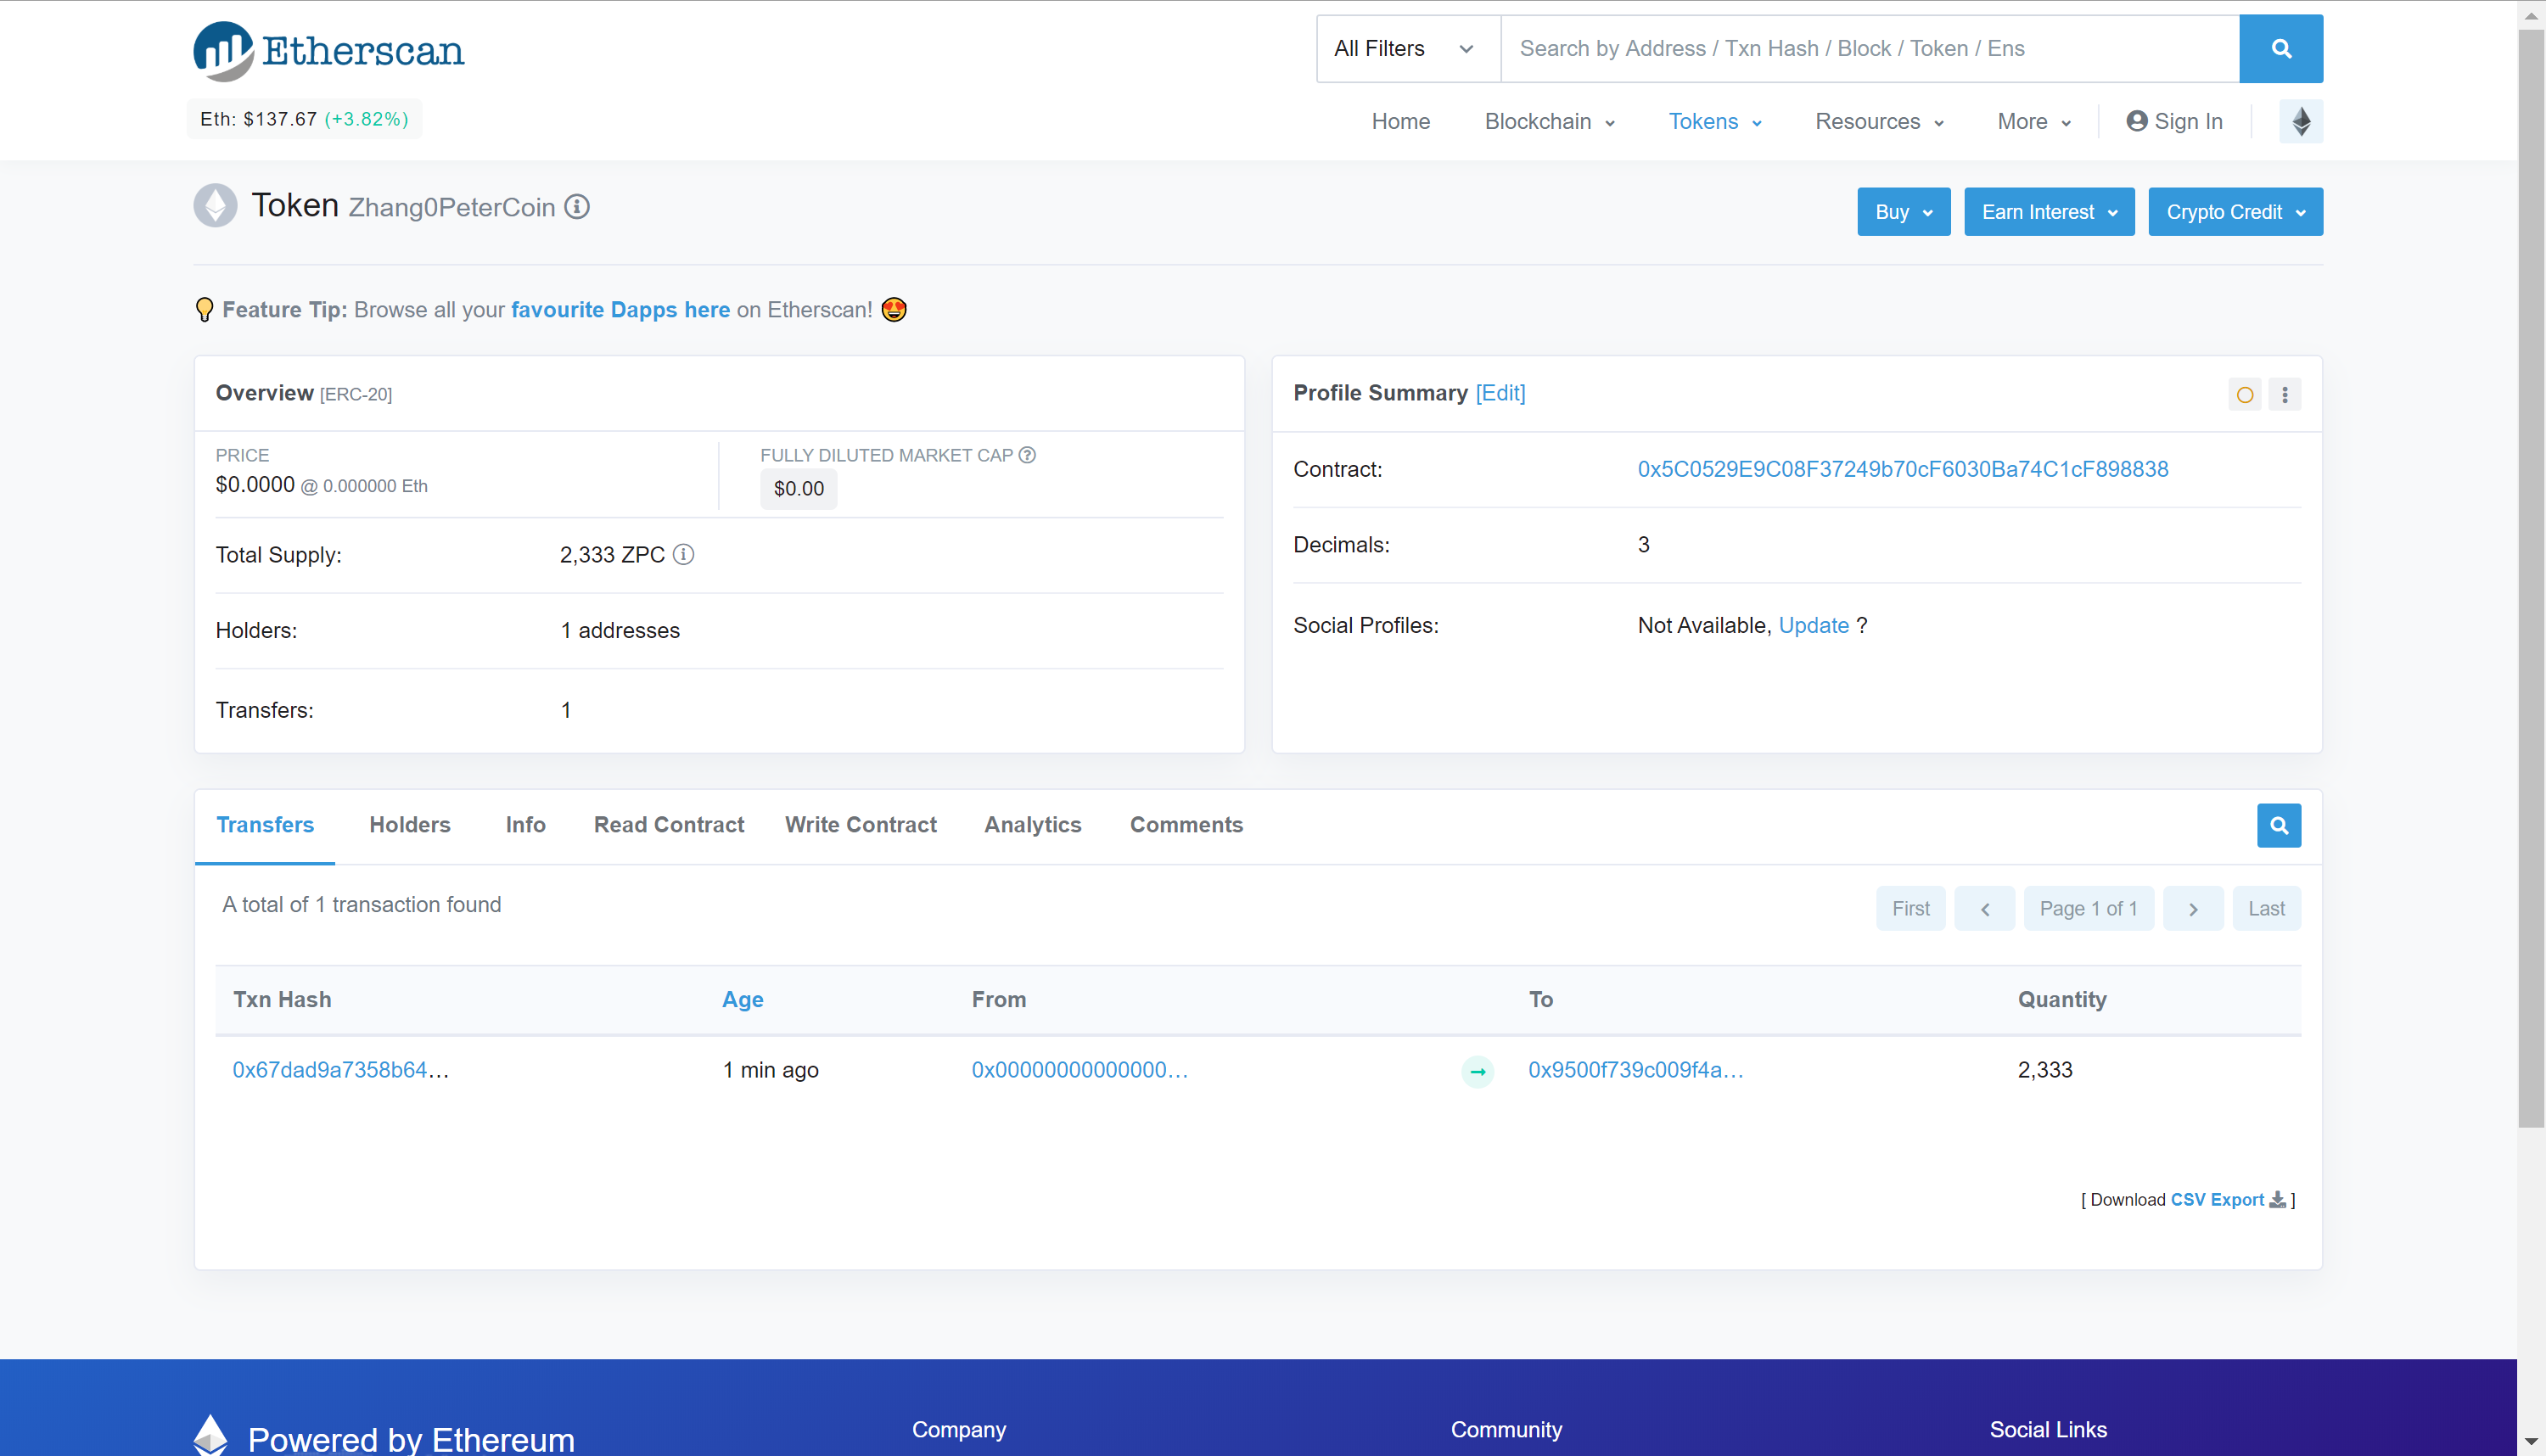 Etherscan
All Filters
Search by Address / Txn Hash / Block / Token / Ens
Eth: $137.67 (+3.82%)
Home Blockchain Tokens Resources More Sign In
Token Zhang0PeterCoin
Buy Earn Interest Crypto Credit
Feature Tip: Browse all your favourite Dapps here on Etherscan!
Overview [ERC-20]
PRICE
$0.0000 @ 0.000000 Eth
FULLY DILUTED MARKET CAP
$0.00
Total Supply: 2,333 ZPC
Holders: 1 addresses
Transfers: 1
Profile Summary [Edit]
Contract: 0x5C0529E9C08F37249b70cF6030Ba74C1cF898838
Decimals: 3
Social Profiles: Not Available, Update ?
Transfers Holders Info Read Contract Write Contract Analytics Comments
A total of 1 transaction found
First Page 1 of 1 Last
Txn Hash Age From To Quantity
0x67dad9a7358b64... 1 min ago 0x00000000000000... 0x9500f739c009f4a... 2,333
[ Download CSV Export ]
Powered by Ethereum
Company
Community
Social Links